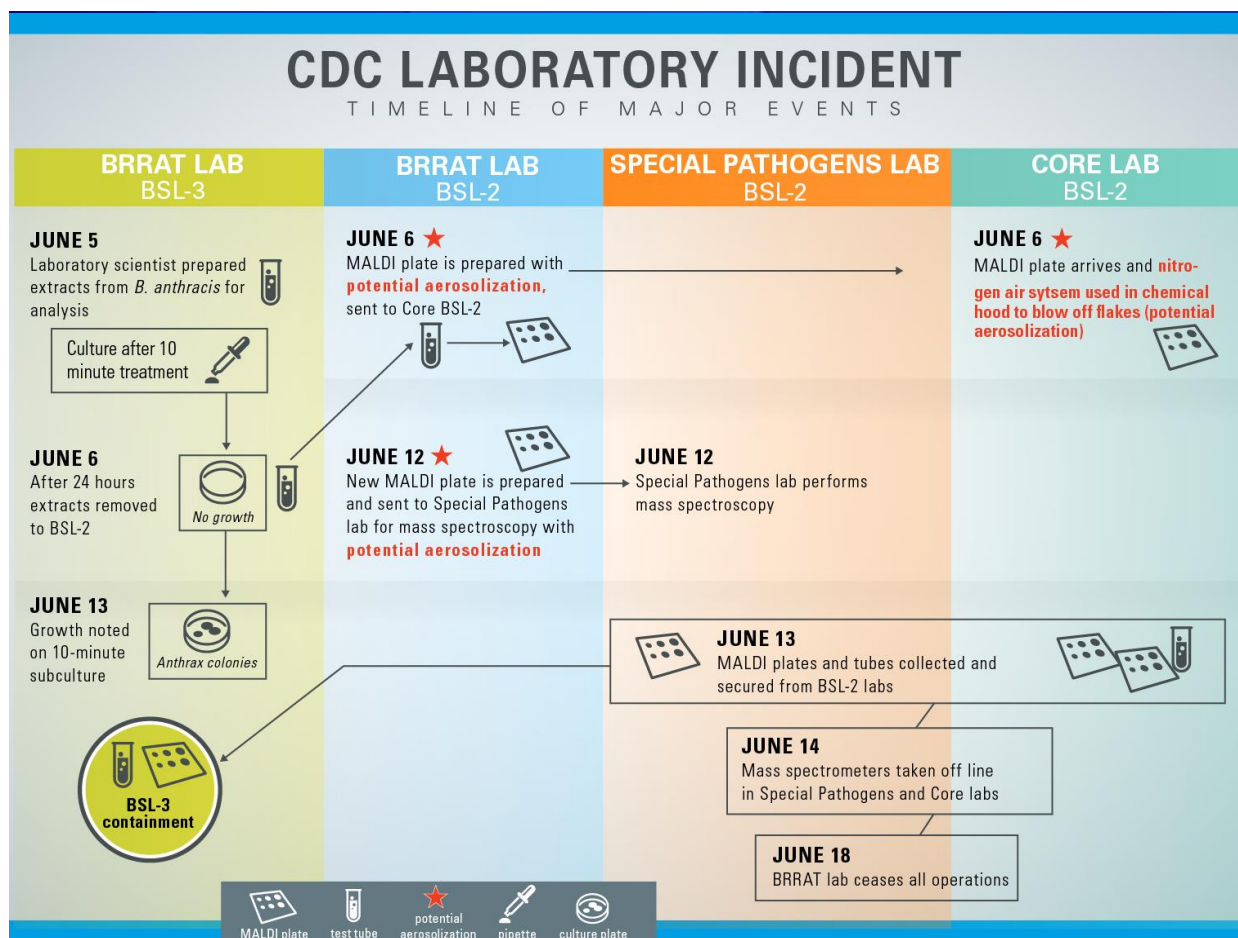 CDC LABORATORY INCIDENT
TIMELINE OF MAJOR EVENTS
BRRAT LAB
BSL-3
BRRAT LAB
BSL-2
SPECIAL PATHOGENS LAB
BSL-2
CORE LAB
BSL-2
JUNE 5
Laboratory scientist prepared
extracts from B. anthracis for
analysis
Culture after 10
minute treatment
JUNE 6
After 24 hours
extracts removed
to BSL-2
No growth
JUNE 13
Growth noted
on 10-minute
subculture
Anthrax colonies
BSL-3
containment
JUNE 6
MALDI plate is prepared with
potential aerosolization,
sent to Core BSL-2
JUNE 12
New MALDI plate is prepared
and sent to Special Pathogens
lab for mass spectroscopy with
potential aerosolization
JUNE 12
Special Pathogens lab performs
mass spectroscopy
JUNE 6
MALDI plate arrives and nitro-
gen air sytsem used in chemical
hood to blow off flakes (potential
aerosolization)
JUNE 13
MALDI plates and tubes collected and
secured from BSL-2 labs
JUNE 14
Mass spectrometers taken off line
in Special Pathogens and Core labs
JUNE 18
BRRAT lab ceases all operations
MALDI plate
test tube
potential
aerosolization
pipette
culture plate